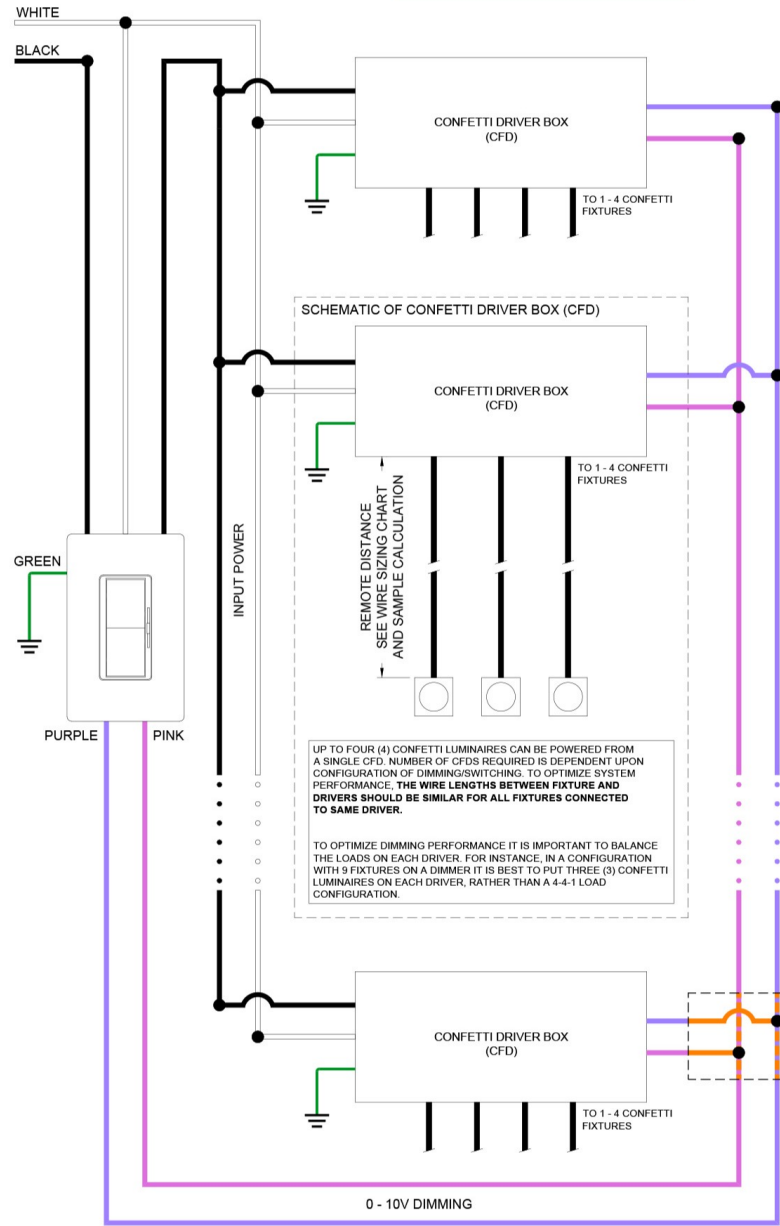 WHITE
BLACK
CONFETTI DRIVER BOX
(CFD)
TO 1 - 4 CONFETTI
FIXTURES
SCHEMATIC OF CONFETTI DRIVER BOX (CFD)
CONFETTI DRIVER BOX
(CFD)
TO 1 - 4 CONFETTI
FIXTURES
REMOTE DISTANCE
SEE WIRE SIZING CHART
AND SAMPLE CALCULATION
INPUT POWER
GREEN
PURPLE
PINK
UP TO FOUR (4) CONFETTI LUMINAIRES CAN BE POWERED FROM
A SINGLE CFD. NUMBER OF CFDS REQUIRED IS DEPENDENT UPON
CONFIGURATION OF DIMMING/SWITCHING. TO OPTIMIZE SYSTEM
PERFORMANCE, THE WIRE LENGTHS BETWEEN FIXTURE AND
DRIVERS SHOULD BE SIMILAR FOR ALL FIXTURES CONNECTED
TO SAME DRIVER.
TO OPTIMIZE DIMMING PERFORMANCE IT IS IMPORTANT TO BALANCE
THE LOADS ON EACH DRIVER. FOR INSTANCE, IN A CONFIGURATION
WITH 9 FIXTURES ON A DIMMER IT IS BEST TO PUT THREE (3) CONFETTI
LUMINAIRES ON EACH DRIVER, RATHER THAN A 4-4-1 LOAD
CONFIGURATION.
CONFETTI DRIVER BOX
(CFD)
TO 1 - 4 CONFETTI
FIXTURES
0 - 10V DIMMING